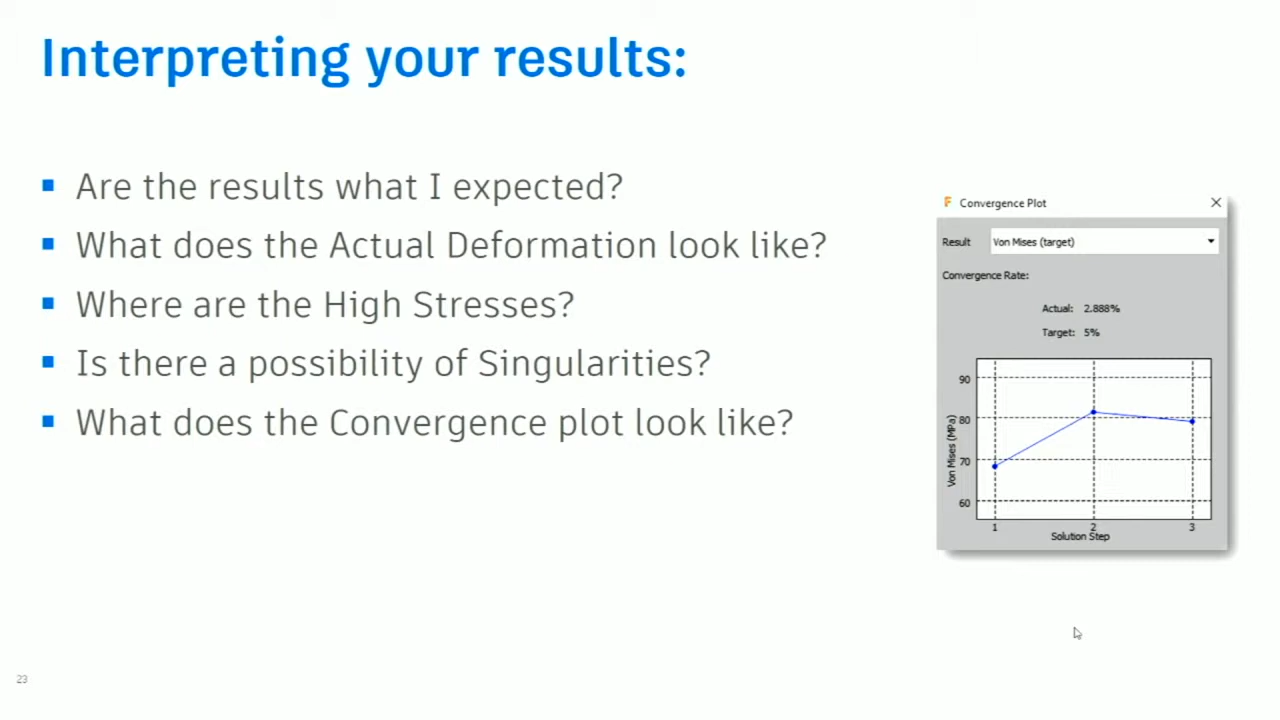 Interpreting your results:
Are the results what I expected?
What does the Actual Deformation look like?
Where are the High Stresses?
Is there a possibility of Singularities?
What does the Convergence plot look like?
F Convergence Plot
Result Von Mises (target)
Convergence Rate:
Actual: 2.888%
Target: 5%
90
80
70
60
Von Mises (MPa)
1 2 3
Solution Step
23